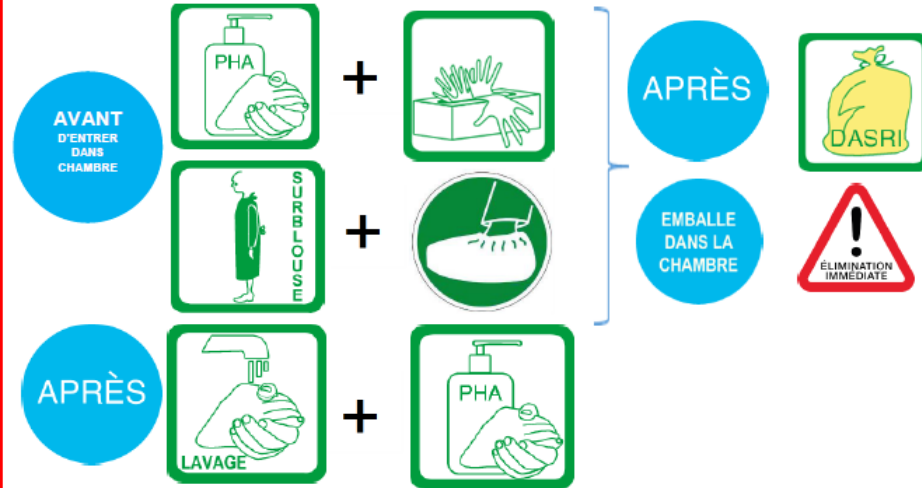 AVANT
D'ENTRER
DANS
CHAMBRE
PHA
+
SURBLOUSE
+
APRÈS
LAVAGE
+
PHA
APRÈS
DASRI
EMBALLE
DANS LA
CHAMBRE
!
ÉLIMINATION
IMMÉDIATE